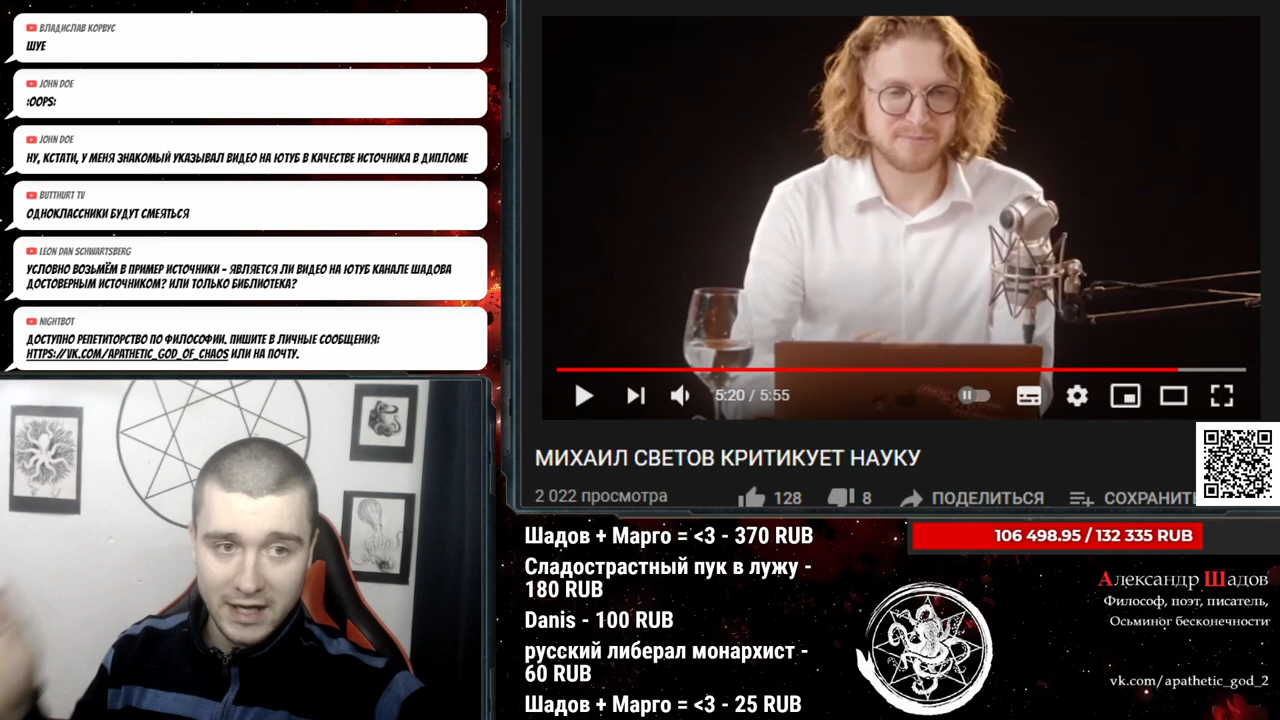 ВЛАДИСЛАВ КОРВУС
ШУЕ
JOHN DOE
:OOPS:
JOHN DOE
НУ, КСТАТИ, У МЕНЯ ЗНАКОМЫЙ УКАЗЫВАЛ ВИДЕО НА ЮТУБ В КАЧЕСТВЕ ИСТОЧНИКА В ДИПЛОМЕ
BUTTHURT TV
ОДНОКЛАССНИКИ БУДУТ СМЕЯТЬСЯ
LEON DAN SCHWARTSBERG
УСЛОВНО ВОЗЬМЁМ В ПРИМЕР ИСТОЧНИКИ - ЯВЛЯЕТСЯ ЛИ ВИДЕО НА ЮТУБ КАНАЛЕ ШАДОВА
ДОСТОВЕРНЫМ ИСТОЧНИКОМ? ИЛИ ТОЛЬКО БИБЛИОТЕКА?
NIGHTBOT
ДОСТУПНО РЕПЕТИТОРСТВО ПО ФИЛОСОФИИ. ПИШИТЕ В ЛИЧНЫЕ СООБЩЕНИЯ:
HTTPS://VK.COM/APATHETIC_GOD_OF_CHAOS ИЛИ НА ПОЧТУ.
5:20 / 5:55
МИХАИЛ СВЕТОВ КРИТИКУЕТ НАУКУ
2 022 просмотра
128
8
ПОДЕЛИТЬСЯ
СОХРАНИТЬ
Шадов + Марго = <3 - 370 RUB
Сладострастный пук в лужу -
180 RUB
Danis - 100 RUB
русский либерал монархист -
60 RUB
Шадов + Марго = <3 - 25 RUB
106 498.95 / 132 335 RUB
Александр Шадов
Философ, поэт, писатель,
Осьминог бесконечности
vk.com/apathetic_god_2